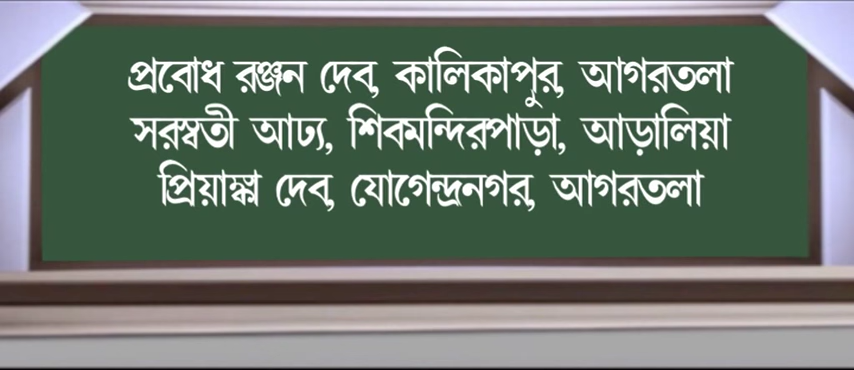 প্রবোধ রঞ্জন দেব, কালিকাপুর, আগরতলা
সরস্বতী আঢ্য, শিবমন্দিরপাড়া, আড়ালিয়া
প্রিয়াঙ্কা দেব, যোগেন্দ্রনগর, আগরতলা